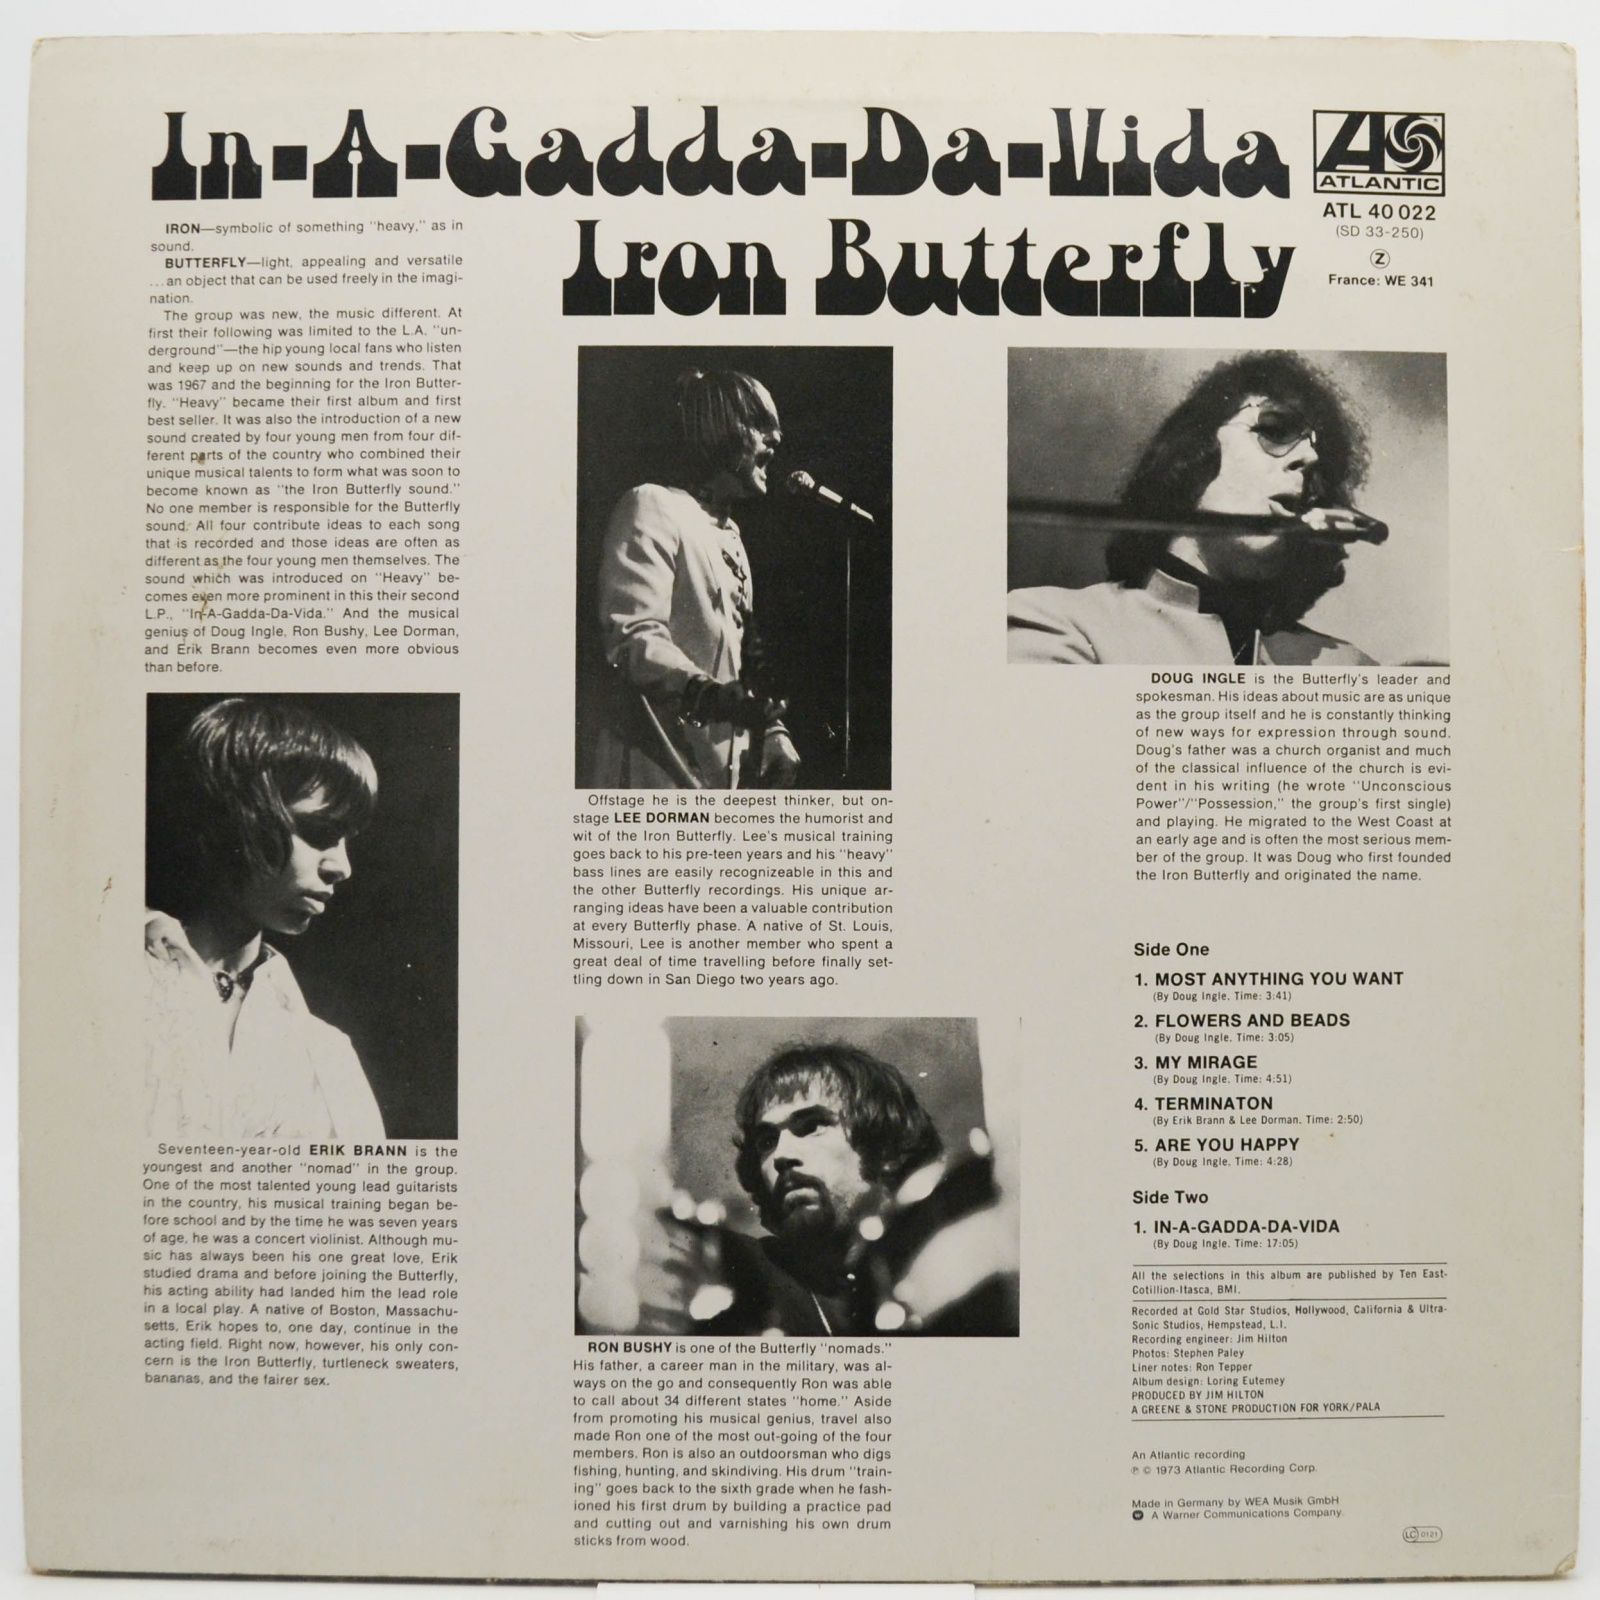 In-A-Gadda-Da-Vida
Iron Butterfly
ATLANTIC
ATL 40 022
(SD 33-250)
Z
France: WE 341
IRON—symbolic of something "heavy," as in
sound.
BUTTERFLY—light, appealing and versatile
...an object that can be used freely in the imagi-
nation.
The group was new, the music different. At
first their following was limited to the L.A. "un-
derground"—the hip young local fans who listen
and keep up on new sounds and trends. That
was 1967 and the beginning for the Iron Butter-
fly. "Heavy" became their first album and first
best seller. It was also the introduction of a new
sound created by four young men from four dif-
ferent parts of the country who combined their
unique musical talents to form what was soon to
become known as "the Iron Butterfly sound."
No one member is responsible for the Butterfly
sound. All four contribute ideas to each song
that is recorded and those ideas are often as
different as the four young men themselves. The
sound which was introduced on "Heavy" be-
comes even more prominent in this their second
L.P., "In-A-Gadda-Da-Vida." And the musical
genius of Doug Ingle, Ron Bushy, Lee Dorman,
and Erik Brann becomes even more obvious
than before.
Seventeen-year-old ERIK BRANN is the
youngest and another "nomad" in the group.
One of the most talented young lead guitarists
in the country, his musical training began be-
fore school and by the time he was seven years
of age, he was a concert violinist. Although mu-
sic has always been his one great love, Erik
studied drama and before joining the Butterfly,
his acting ability had landed him the lead role
in a local play. A native of Boston, Massachu-
setts, Erik hopes to, one day, continue in the
acting field. Right now, however, his only con-
cern is the Iron Butterfly, turtleneck sweaters,
bananas, and the fairer sex.
Offstage he is the deepest thinker, but on-
stage LEE DORMAN becomes the humorist and
wit of the Iron Butterfly. Lee's musical training
goes back to his pre-teen years and his "heavy"
bass lines are easily recognizeable in this and
the other Butterfly recordings. His unique ar-
ranging ideas have been a valuable contribution
at every Butterfly phase. A native of St. Louis,
Missouri, Lee is another member who spent a
great deal of time travelling before finally set-
tling down in San Diego two years ago.
RON BUSHY is one of the Butterfly "nomads."
His father, a career man in the military, was al-
ways on the go and consequently Ron was able
to call about 34 different states "home." Aside
from promoting his musical genius, travel also
made Ron one of the most out-going of the four
members. Ron is also an outdoorsman who digs
fishing, hunting, and skindiving. His drum "train-
ing" goes back to the sixth grade when he fash-
ioned his first drum by building a practice pad
and cutting out and varnishing his own drum
sticks from wood.
DOUG INGLE is the Butterfly's leader and
spokesman. His ideas about music are as unique
as the group itself and he is constantly thinking
of new ways for expression through sound.
Doug's father was a church organist and much
of the classical influence of the church is evi-
dent in his writing (he wrote "Unconscious
Power"/"Possession," the group's first single)
and playing. He migrated to the West Coast at
an early age and is often the most serious mem-
ber of the group. It was Doug who first founded
the Iron Butterfly and originated the name.
Side One
1. MOST ANYTHING YOU WANT
(By Doug Ingle. Time: 3:41)
2. FLOWERS AND BEADS
(By Doug Ingle. Time: 3:05)
3. MY MIRAGE
(By Doug Ingle. Time: 4:51)
4. TERMINATON
(By Erik Brann & Lee Dorman. Time: 2:50)
5. ARE YOU HAPPY
(By Doug Ingle. Time: 4:28)
Side Two
1. IN-A-GADDA-DA-VIDA
(By Doug Ingle. Time: 17:05)
All the selections in this album are published by Ten East-
Cotillion-Itasca, BMI.
Recorded at Gold Star Studios, Hollywood, California & Ultra-
Sonic Studios, Hempstead, L.I.
Recording engineer: Jim Hilton
Photos: Stephen Paley
Liner notes: Ron Tepper
Album design: Loring Eutemey
PRODUCED BY JIM HILTON
A GREENE & STONE PRODUCTION FOR YORK/PALA
An Atlantic recording
℗ © 1973 Atlantic Recording Corp.
Made in Germany by WEA Musik GmbH
A Warner Communications Company
LC 0121